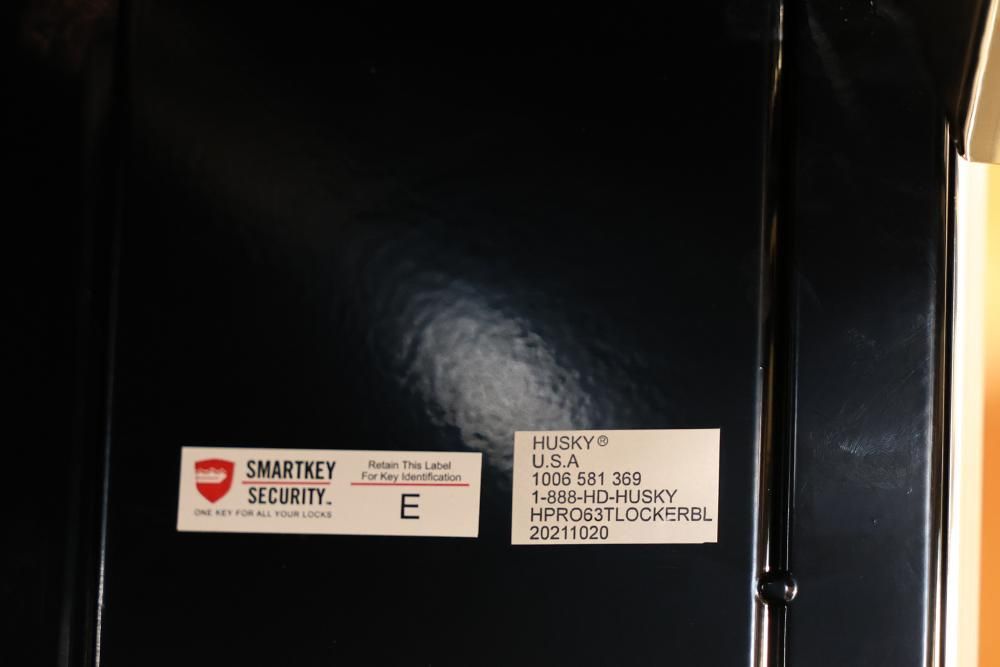 SMARTKEY
SECURITY™
ONE KEY FOR ALL YOUR LOCKS
Retain This Label
For Key Identification
E
HUSKY®
U.S.A
1006 581 369
1-888-HD-HUSKY
HPRO63TLOCKERBL
20211020